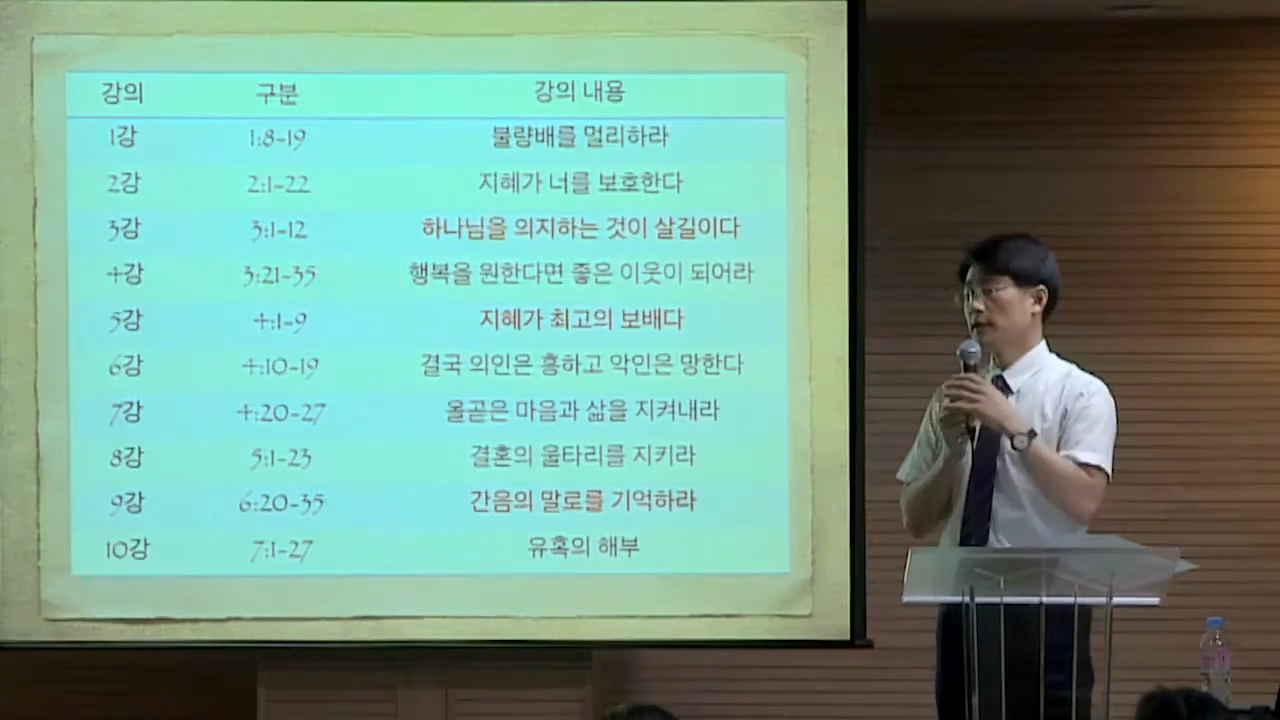 강의 구분 강의 내용
1강 1:8-19 불량배를 멀리하라
2강 2:1-22 지혜가 너를 보호한다
3강 3:1-12 하나님을 의지하는 것이 살길이다
4강 3:21-35 행복을 원한다면 좋은 이웃이 되어라
5강 4:1-9 지혜가 최고의 보배다
6강 4:10-19 결국 의인은 흥하고 악인은 망한다
7강 4:20-27 올곧은 마음과 삶을 지켜내라
8강 5:1-23 결혼의 울타리를 지키라
9강 6:20-35 간음의 말로를 기억하라
10강 7:1-27 유혹의 해부